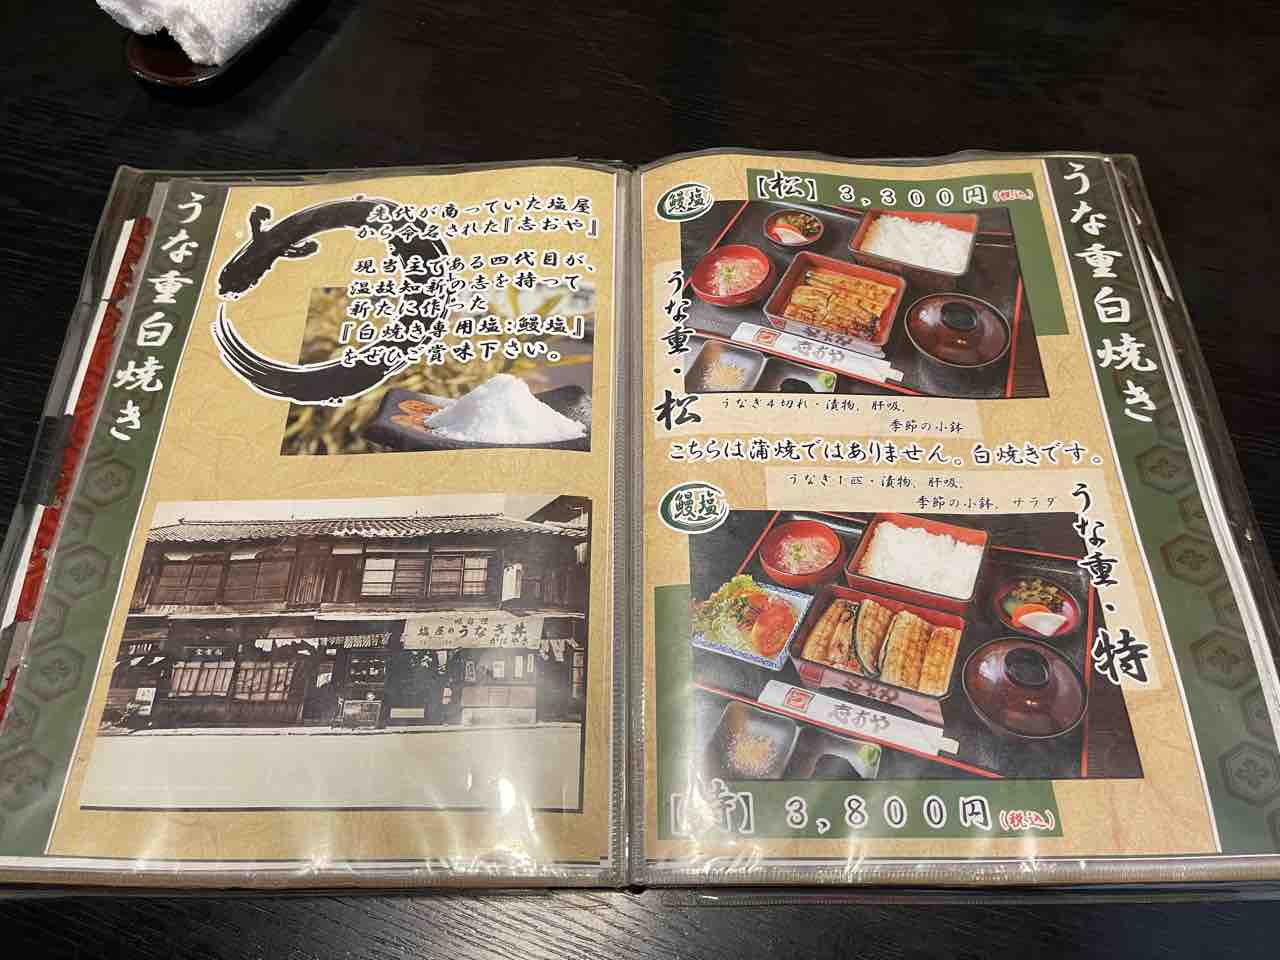 うな重白焼き
先代が商っていた塩屋
から命名された『志おや』
現当主である四代目が、
温故知新の志を持って
新たに作った
『白焼き専用塩:鰻塩』
をぜひご賞味下さい。
塩屋のうなぎ丼
鰻塩
【松】3,300円(税込)
うな重・松
志おや
うなぎ4切れ・漬物、肝吸、
季節の小鉢
こちらは蒲焼ではありません。白焼きです。
うなぎ1匹・漬物、肝吸、
季節の小鉢、サラダ
鰻塩
うな重・特
志おや
【特】3,800円(税込)
うな重白焼き